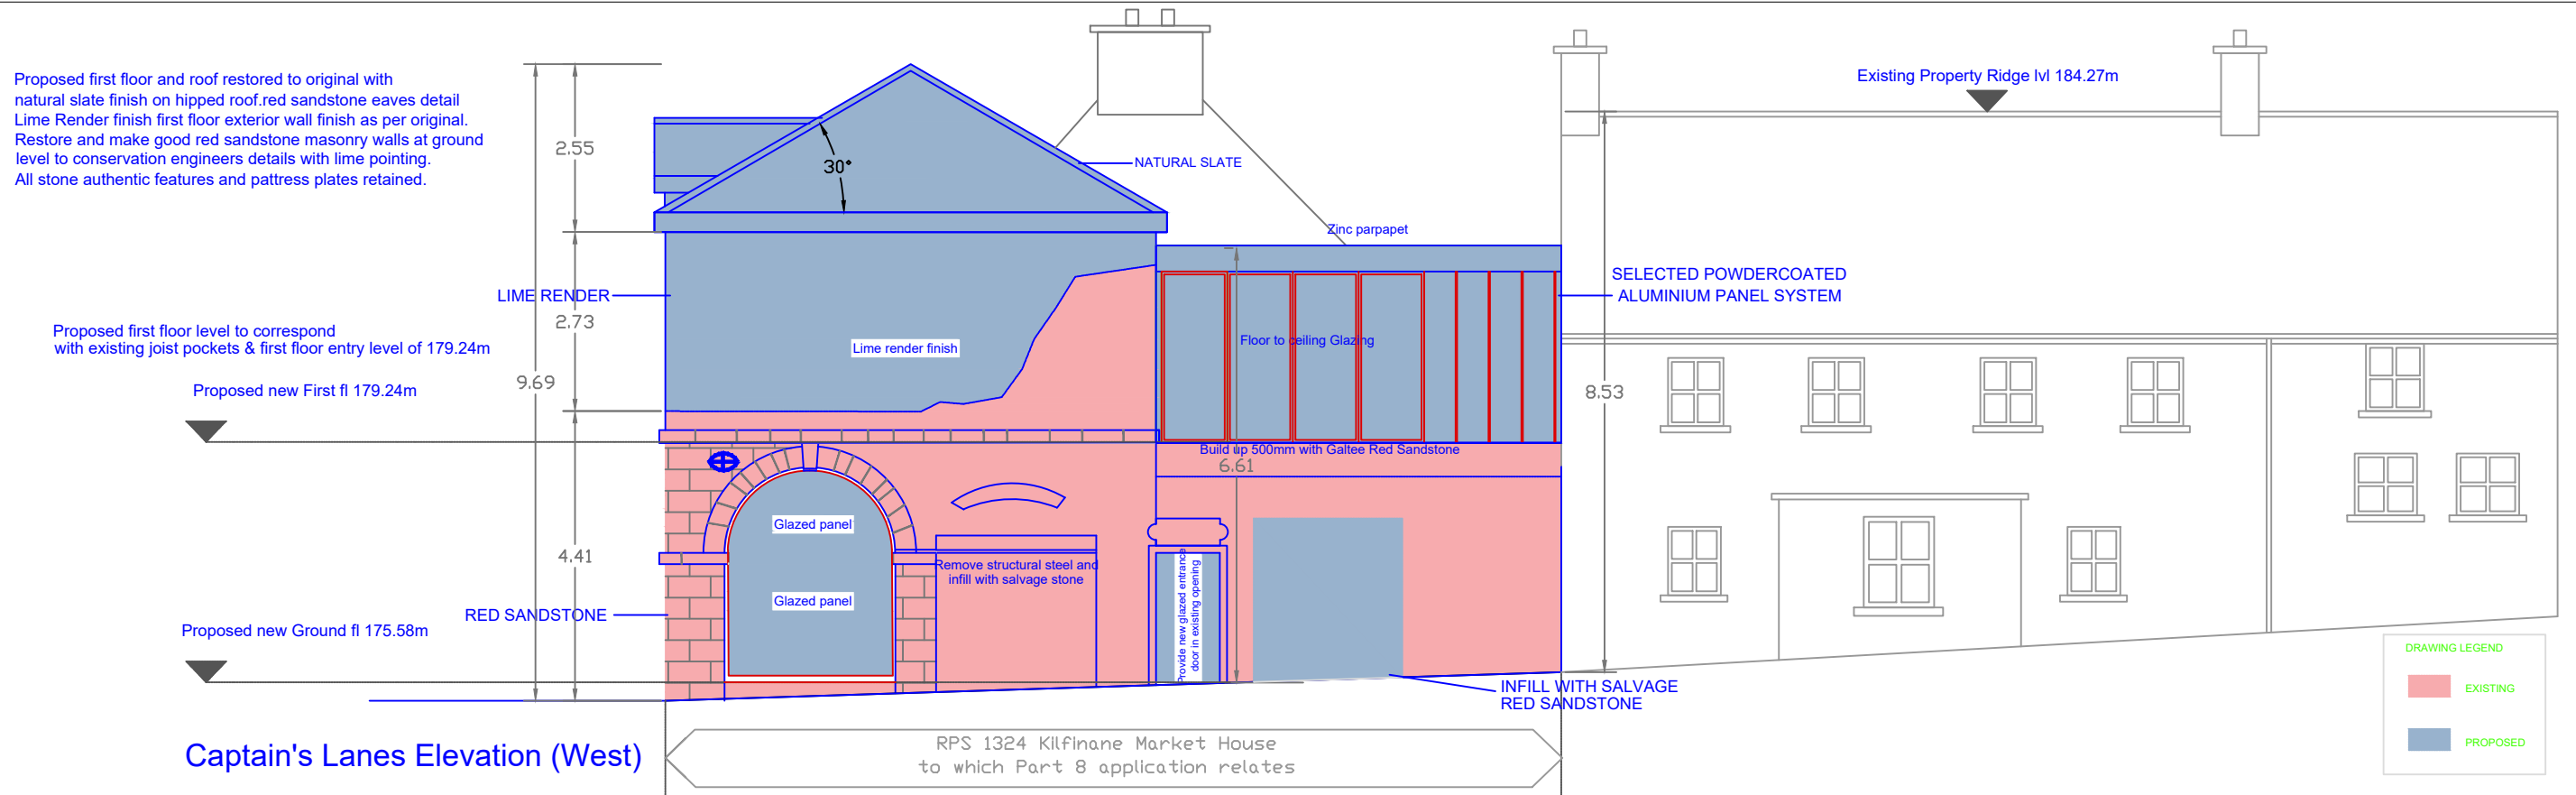 Proposed first floor and roof restored to original with
natural slate finish on hipped roof.red sandstone eaves detail
Lime Render finish first floor exterior wall finish as per original.
Restore and make good red sandstone masonry walls at ground
level to conservation engineers details with lime pointing.
All stone authentic features and pattress plates retained.
Existing Property Ridge lvl 184.27m
2.55
30°
NATURAL SLATE
Zinc parpapet
SELECTED POWDERCOATED
ALUMINIUM PANEL SYSTEM
LIME RENDER
2.73
Proposed first floor level to correspond
with existing joist pockets & first floor entry level of 179.24m
Lime render finish
Floor to ceiling Glazing
9.69
8.53
Proposed new First fl 179.24m
Build up 500mm with Galtee Red Sandstone
6.61
Glazed panel
4.41
Remove structural steel and
infill with salvage stone
Glazed panel
Provide new glazed entrance
door in existing opening
RED SANDSTONE
Proposed new Ground fl 175.58m
INFILL WITH SALVAGE
RED SANDSTONE
DRAWING LEGEND
EXISTING
PROPOSED
Captain's Lanes Elevation (West)
RPS 1324 Kilfinane Market House
to which Part 8 application relates